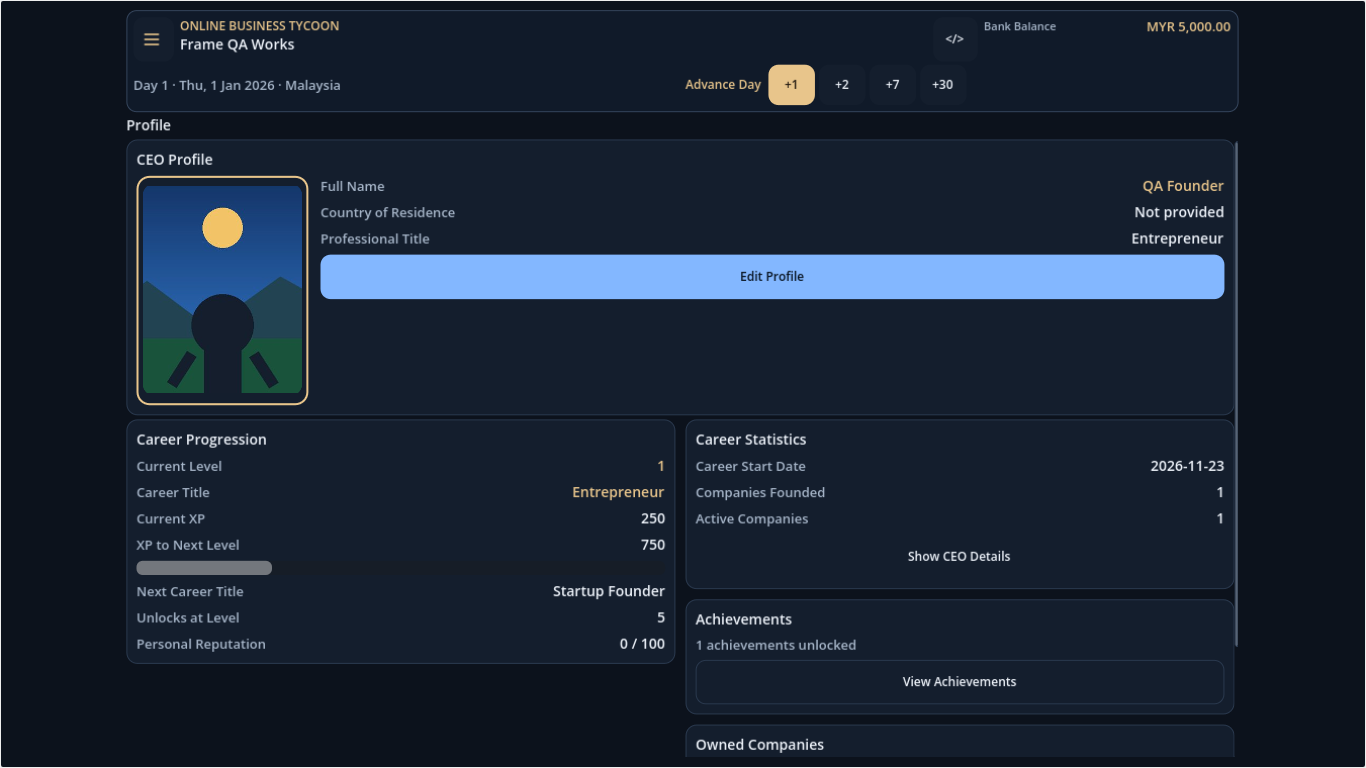 ONLINE BUSINESS TYCOON
Frame QA Works
</>
Bank Balance
MYR 5,000.00
Day 1 · Thu, 1 Jan 2026 · Malaysia
Advance Day
+1
+2
+7
+30
Profile
CEO Profile
Full Name
QA Founder
Country of Residence
Not provided
Professional Title
Entrepreneur
Edit Profile
Career Progression
Current Level
1
Career Title
Entrepreneur
Current XP
250
XP to Next Level
750
Next Career Title
Startup Founder
Unlocks at Level
5
Personal Reputation
0 / 100
Career Statistics
Career Start Date
2026-11-23
Companies Founded
1
Active Companies
1
Show CEO Details
Achievements
1 achievements unlocked
View Achievements
Owned Companies